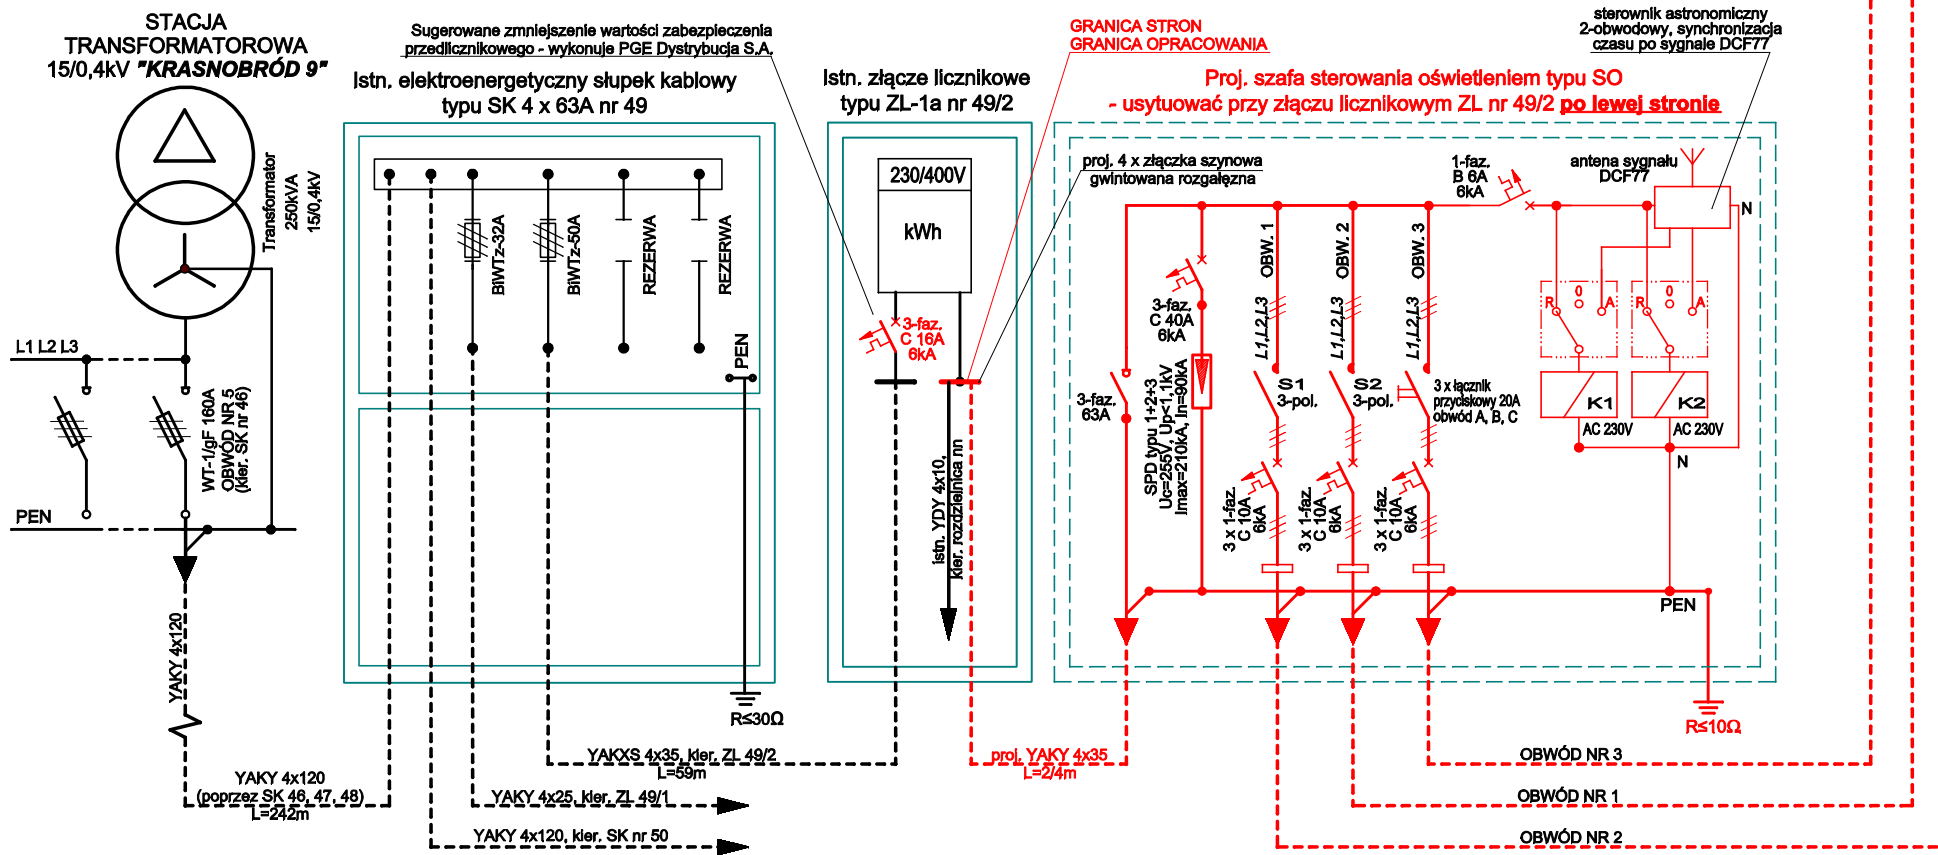 STACJA
TRANSFORMATOROWA
15/0,4kV "KRASNOBRÓD 9"
Transformator
250kVA
15/0,4kV
L1 L2 L3
WT-1/gF 160A
OBWÓD NR 5
(kier. SK nr 46)
PEN
YAKY 4x120
YAKY 4x120
(poprzez SK 46, 47, 48)
L=242m
Sugerowane zmniejszenie wartości zabezpieczenia
przedlicznikowego - wykonuje PGE Dystrybucja S.A.
Istn. elektroenergetyczny słupek kablowy
typu SK 4 x 63A nr 49
BiWTz-32A
BiWTz-50A
REZERWA
REZERWA
PEN
R≤30Ω
YAKXS 4x35, kier. ZL 49/2
L=59m
YAKY 4x25, kier. ZL 49/1
YAKY 4x120, kier. SK nr 50
Istn. złącze licznikowe
typu ZL-1a nr 49/2
230/400V
kWh
3-faz.
C 16A
6kA
istn. YDY 4x10,
kier. rozdzielnica nn
GRANICA STRON
GRANICA OPRACOWANIA
proj. YAKY 4x35
L=2/4m
sterownik astronomiczny
2-obwodowy, synchronizacja
czasu po sygnale DCF77
Proj. szafa sterowania oświetleniem typu SO
- usytuować przy złączu licznikowym ZL nr 49/2 po lewej stronie
proj. 4 x złączka szynowa
gwintowana rozgałęzna
1-faz.
B 6A
6kA
antena sygnału
DCF77
N
3-faz.
63A
3-faz.
C 40A
6kA
SPD typu 1+2+3
Uc=255V, Up<1,1kV
Imax=210kA, In=90kA
OBW. 1
OBW. 2
OBW. 3
L1,L2,L3
L1,L2,L3
L1,L2,L3
S1
3-pol.
S2
3-pol.
3 x łącznik
przyciskowy 20A
obwód A, B, C
3 x 1-faz.
C 10A
6kA
3 x 1-faz.
C 10A
6kA
3 x 1-faz.
C 10A
6kA
R
0
A
R
0
A
K1
K2
AC 230V
AC 230V
N
PEN
R≤10Ω
OBWÓD NR 3
OBWÓD NR 1
OBWÓD NR 2